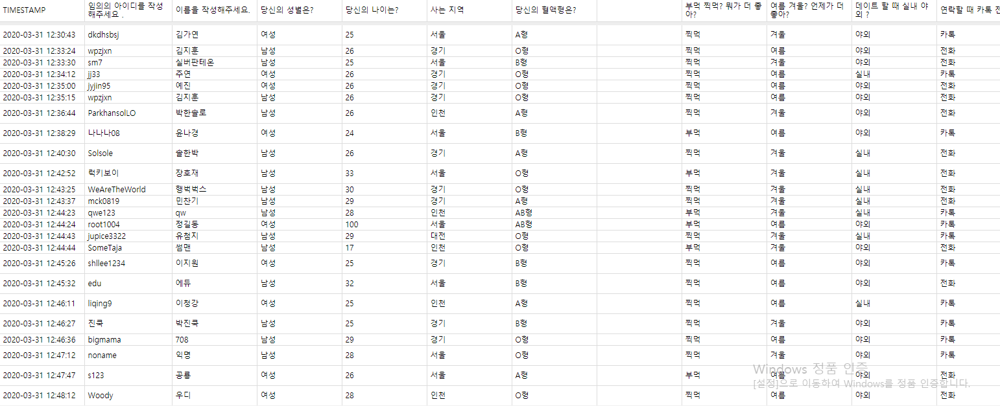 TIMESTAMP 임의의 아이디를 작성 이름을 작성해주세요. 당신의 성별은? 당신의 나이는? 사는 지역 당신의 혈액형은? 부먹 찍먹? 뭐가 더 좋 여름 겨울? 언제가 더 데이트 할 때 실내 야 연락할 때 카톡 전
해주세요 . 아? 좋아? 외 ?
2020-03-31 12:30:43 dkdhsbsj 김가연 여성 25 서울 A형 찍먹 겨울 야외 카톡
2020-03-31 12:33:24 wpzjxn 김지훈 남성 26 경기 O형 찍먹 여름 야외 전화
2020-03-31 12:33:30 sm7 실버판테온 남성 25 서울 B형 찍먹 겨울 야외 전화
2020-03-31 12:34:12 jj33 주연 여성 26 경기 O형 찍먹 여름 실내 카톡
2020-03-31 12:35:00 jyjin95 예진 여성 26 경기 O형 찍먹 여름 야외 전화
2020-03-31 12:35:15 wpzjxn 김지훈 남성 26 경기 O형 찍먹 여름 야외 전화
2020-03-31 12:36:44 ParkhansolLO 박한솔로 남성 26 인천 A형 찍먹 겨울 야외 전화
2020-03-31 12:38:29 나나나08 윤나경 여성 24 서울 B형 부먹 여름 야외 카톡
2020-03-31 12:40:30 Solsole 솔한박 남성 26 경기 A형 찍먹 겨울 실내 전화
2020-03-31 12:42:52 럭키보이 장호재 남성 33 서울 O형 부먹 겨울 실내 전화
2020-03-31 12:43:25 WeAreTheWorld 행벅벅스 남성 30 경기 O형 찍먹 겨울 실내 전화
2020-03-31 12:43:37 mck0819 민찬기 남성 29 경기 A형 찍먹 겨울 실내 전화
2020-03-31 12:44:23 qwe123 qw 남성 28 인천 AB형 부먹 겨울 실내 카톡
2020-03-31 12:44:24 root1004 정길동 여성 100 서울 AB형 부먹 여름 야외 카톡
2020-03-31 12:44:43 jupice3322 유첨지 남성 29 대전 O형 찍먹 겨울 실내 카톡
2020-03-31 12:44:44 SomeTaja 썸맨 남성 17 인천 O형 부먹 겨울 야외 전화
2020-03-31 12:45:26 shllee1234 이지원 여성 25 경기 B형 찍먹 여름 야외 카톡
2020-03-31 12:45:32 edu 에듀 남성 32 서울 B형 찍먹 여름 야외 전화
2020-03-31 12:46:11 liqing9 이청강 여성 25 인천 A형 찍먹 여름 실내 카톡
2020-03-31 12:46:27 진쿡 박진쿡 남성 25 경기 B형 찍먹 겨울 야외 카톡
2020-03-31 12:46:36 bigmama 708 남성 29 경기 O형 찍먹 여름 야외 카톡
2020-03-31 12:47:12 noname 익명 남성 28 서울 O형 찍먹 겨울 야외 카톡
Windows 정품 인증
2020-03-31 12:47:47 s123 공룡 여성 26 서울 A형 부먹 여름 야외 전화
[설정]으로 이동하여 Windows를 정품 인증합니다.
2020-03-31 12:48:12 Woody 우디 여성 28 인천 O형 찍먹 여름 야외 전화